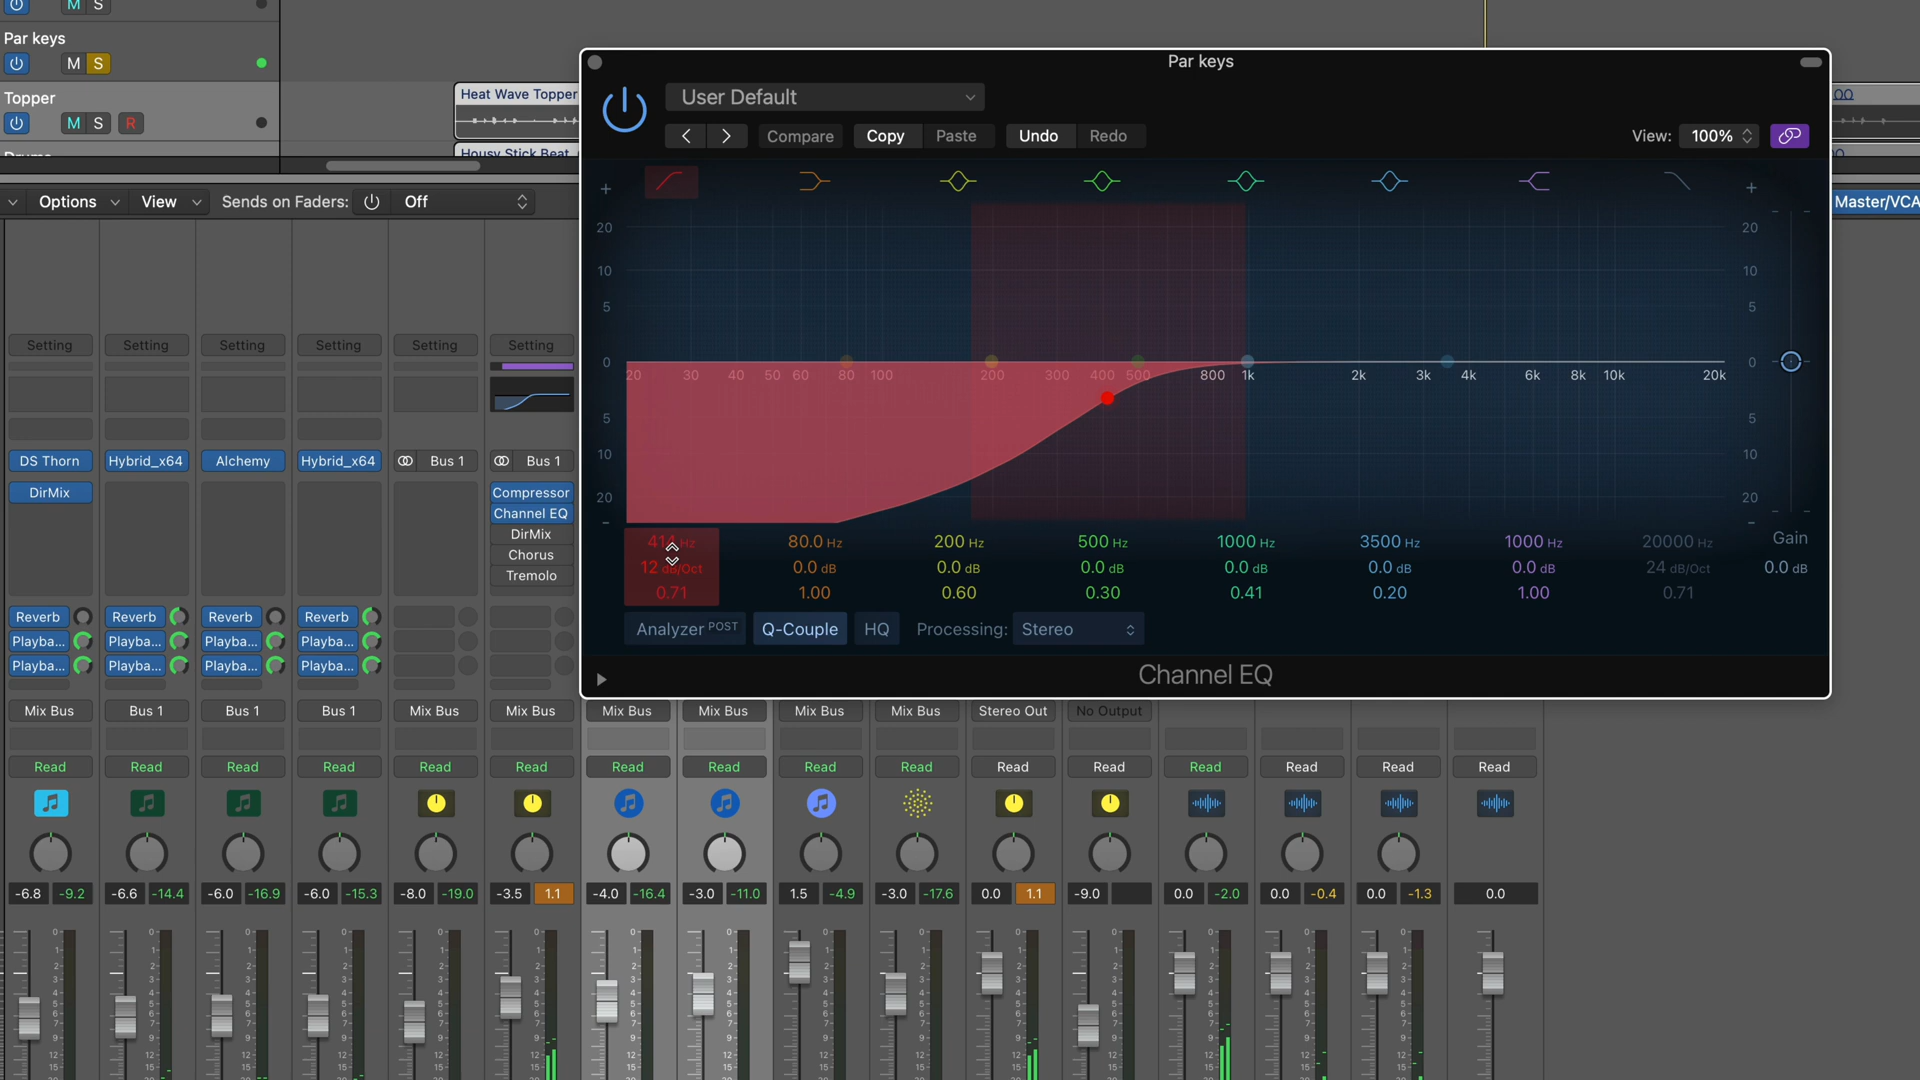 M S
Par keys
M S
Topper
M S R
Heat Wave Topper
Housy Stick Beat
Options View Sends on Faders: Off
Master/VCA
Par keys
User Default
Compare Copy Paste Undo Redo
View: 100%
+ +
20 20
10 10
5 5
0 0
20 30 40 50 60 80 100 200 300 400 500 800 1k 2k 3k 4k 6k 8k 10k 20k
5 5
10 10
20 20
- -
414 Hz 80.0 Hz 200 Hz 500 Hz 1000 Hz 3500 Hz 1000 Hz 20000 Hz Gain
12 dB/Oct 0.0 dB 0.0 dB 0.0 dB 0.0 dB 0.0 dB 0.0 dB 24 dB/Oct 0.0 dB
0.71 1.00 0.60 0.30 0.41 0.20 1.00 0.71
Analyzer POST Q-Couple HQ Processing: Stereo
Channel EQ
Setting Setting Setting Setting Setting Setting
DS Thorn Hybrid_x64 Alchemy Hybrid_x64 Bus 1 Bus 1
DirMix Compressor
Channel EQ
DirMix
Chorus
Tremolo
Reverb Reverb Reverb Reverb
Playba... Playba... Playba... Playba...
Playba... Playba... Playba... Playba...
Mix Bus Bus 1 Bus 1 Bus 1 Mix Bus Mix Bus Mix Bus Mix Bus Mix Bus Mix Bus Stereo Out No Output
Read Read Read Read Read Read Read Read Read Read Read Read Read Read Read Read
-6.8 -9.2 -6.6 -14.4 -6.0 -16.9 -6.0 -15.3 -8.0 -19.0 -3.5 1.1 -4.0 -16.4 -3.0 -11.0 1.5 -4.9 -3.0 -17.6 0.0 1.1 -9.0 0.0 -2.0 0.0 -0.4 0.0 -1.3 0.0